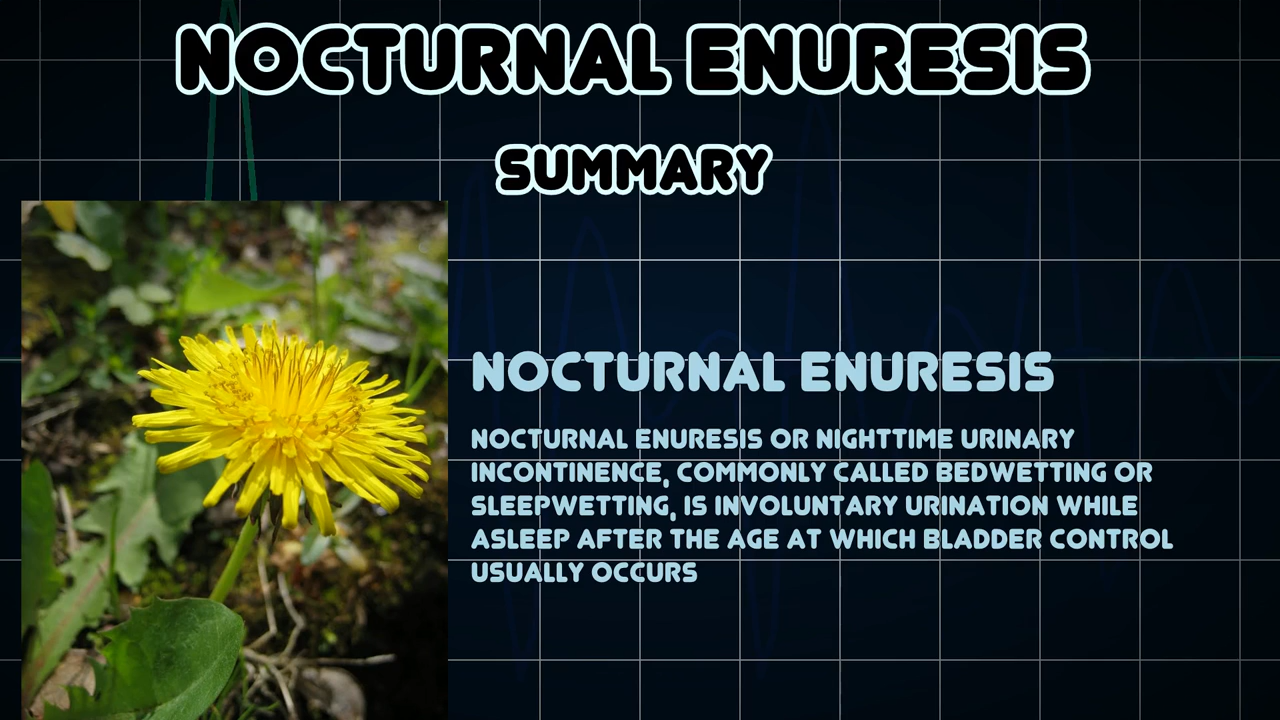 NOCTURNAL ENURESIS
SUMMARY
NOCTURNAL ENURESIS
NOCTURNAL ENURESIS OR NIGHTTIME URINARY
INCONTINENCE, COMMONLY CALLED BEDWETTING OR
SLEEPWETTING, IS INVOLUNTARY URINATION WHILE
ASLEEP AFTER THE AGE AT WHICH BLADDER CONTROL
USUALLY OCCURS